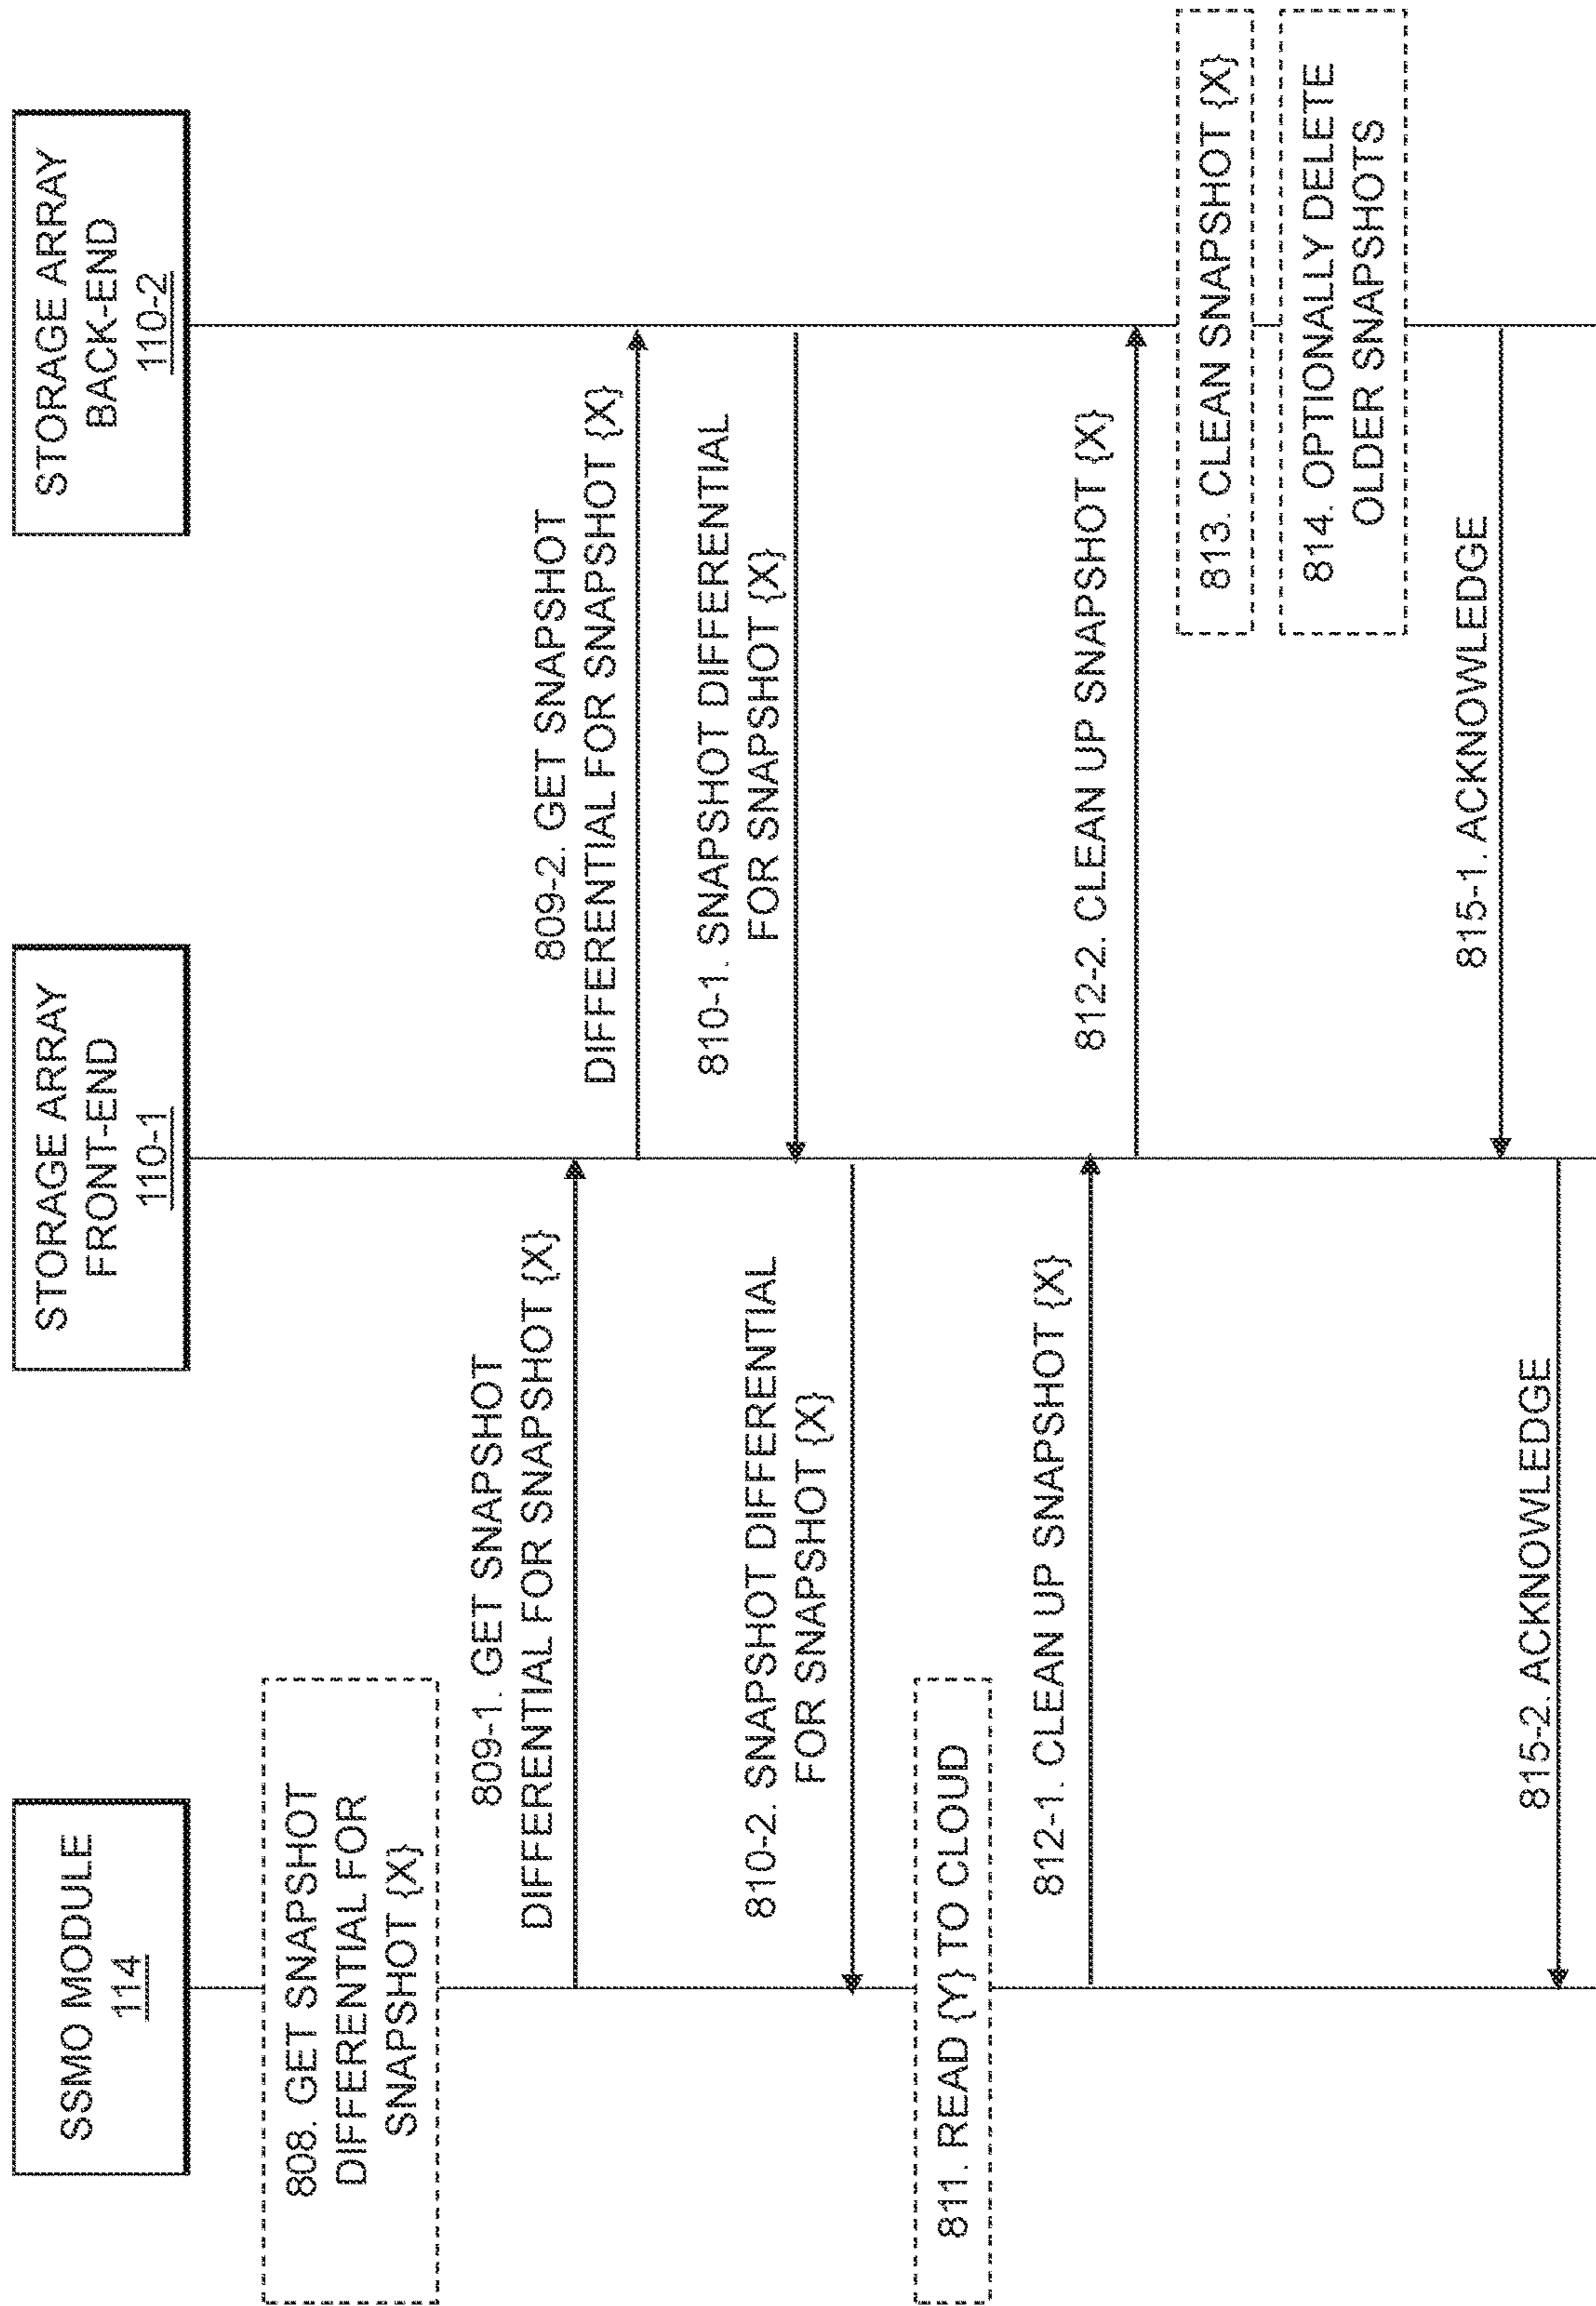 SSMO MODULE
114
STORAGE ARRAY
FRONT-END
110-1
STORAGE ARRAY
BACK-END
110-2
808. GET SNAPSHOT
DIFFERENTIAL FOR
SNAPSHOT {X}
809-1. GET SNAPSHOT
DIFFERENTIAL FOR SNAPSHOT {X}
809-2. GET SNAPSHOT
DIFFERENTIAL FOR SNAPSHOT {X}
810-1. SNAPSHOT DIFFERENTIAL
FOR SNAPSHOT {X}
810-2. SNAPSHOT DIFFERENTIAL
FOR SNAPSHOT {X}
811. READ {Y} TO CLOUD
812-1. CLEAN UP SNAPSHOT {X}
812-2. CLEAN UP SNAPSHOT {X}
813. CLEAN SNAPSHOT {X}
814. OPTIONALLY DELETE
OLDER SNAPSHOTS
815-1. ACKNOWLEDGE
815-2. ACKNOWLEDGE